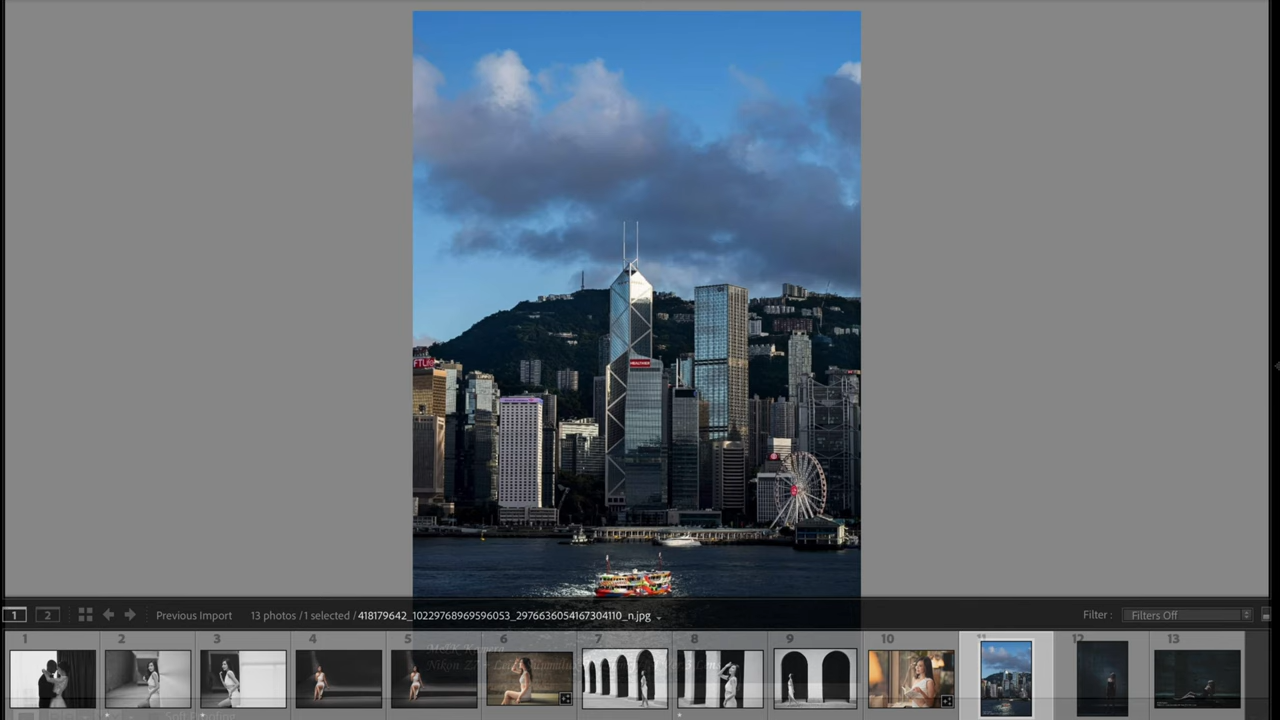 1 2 Previous Import 13 photos / 1 selected / 418179642_10229768969596053_2976636054167304110_n.jpg Filter : Filters Off
1 2 3 4 5 6 7 8 9 10 11 12 13